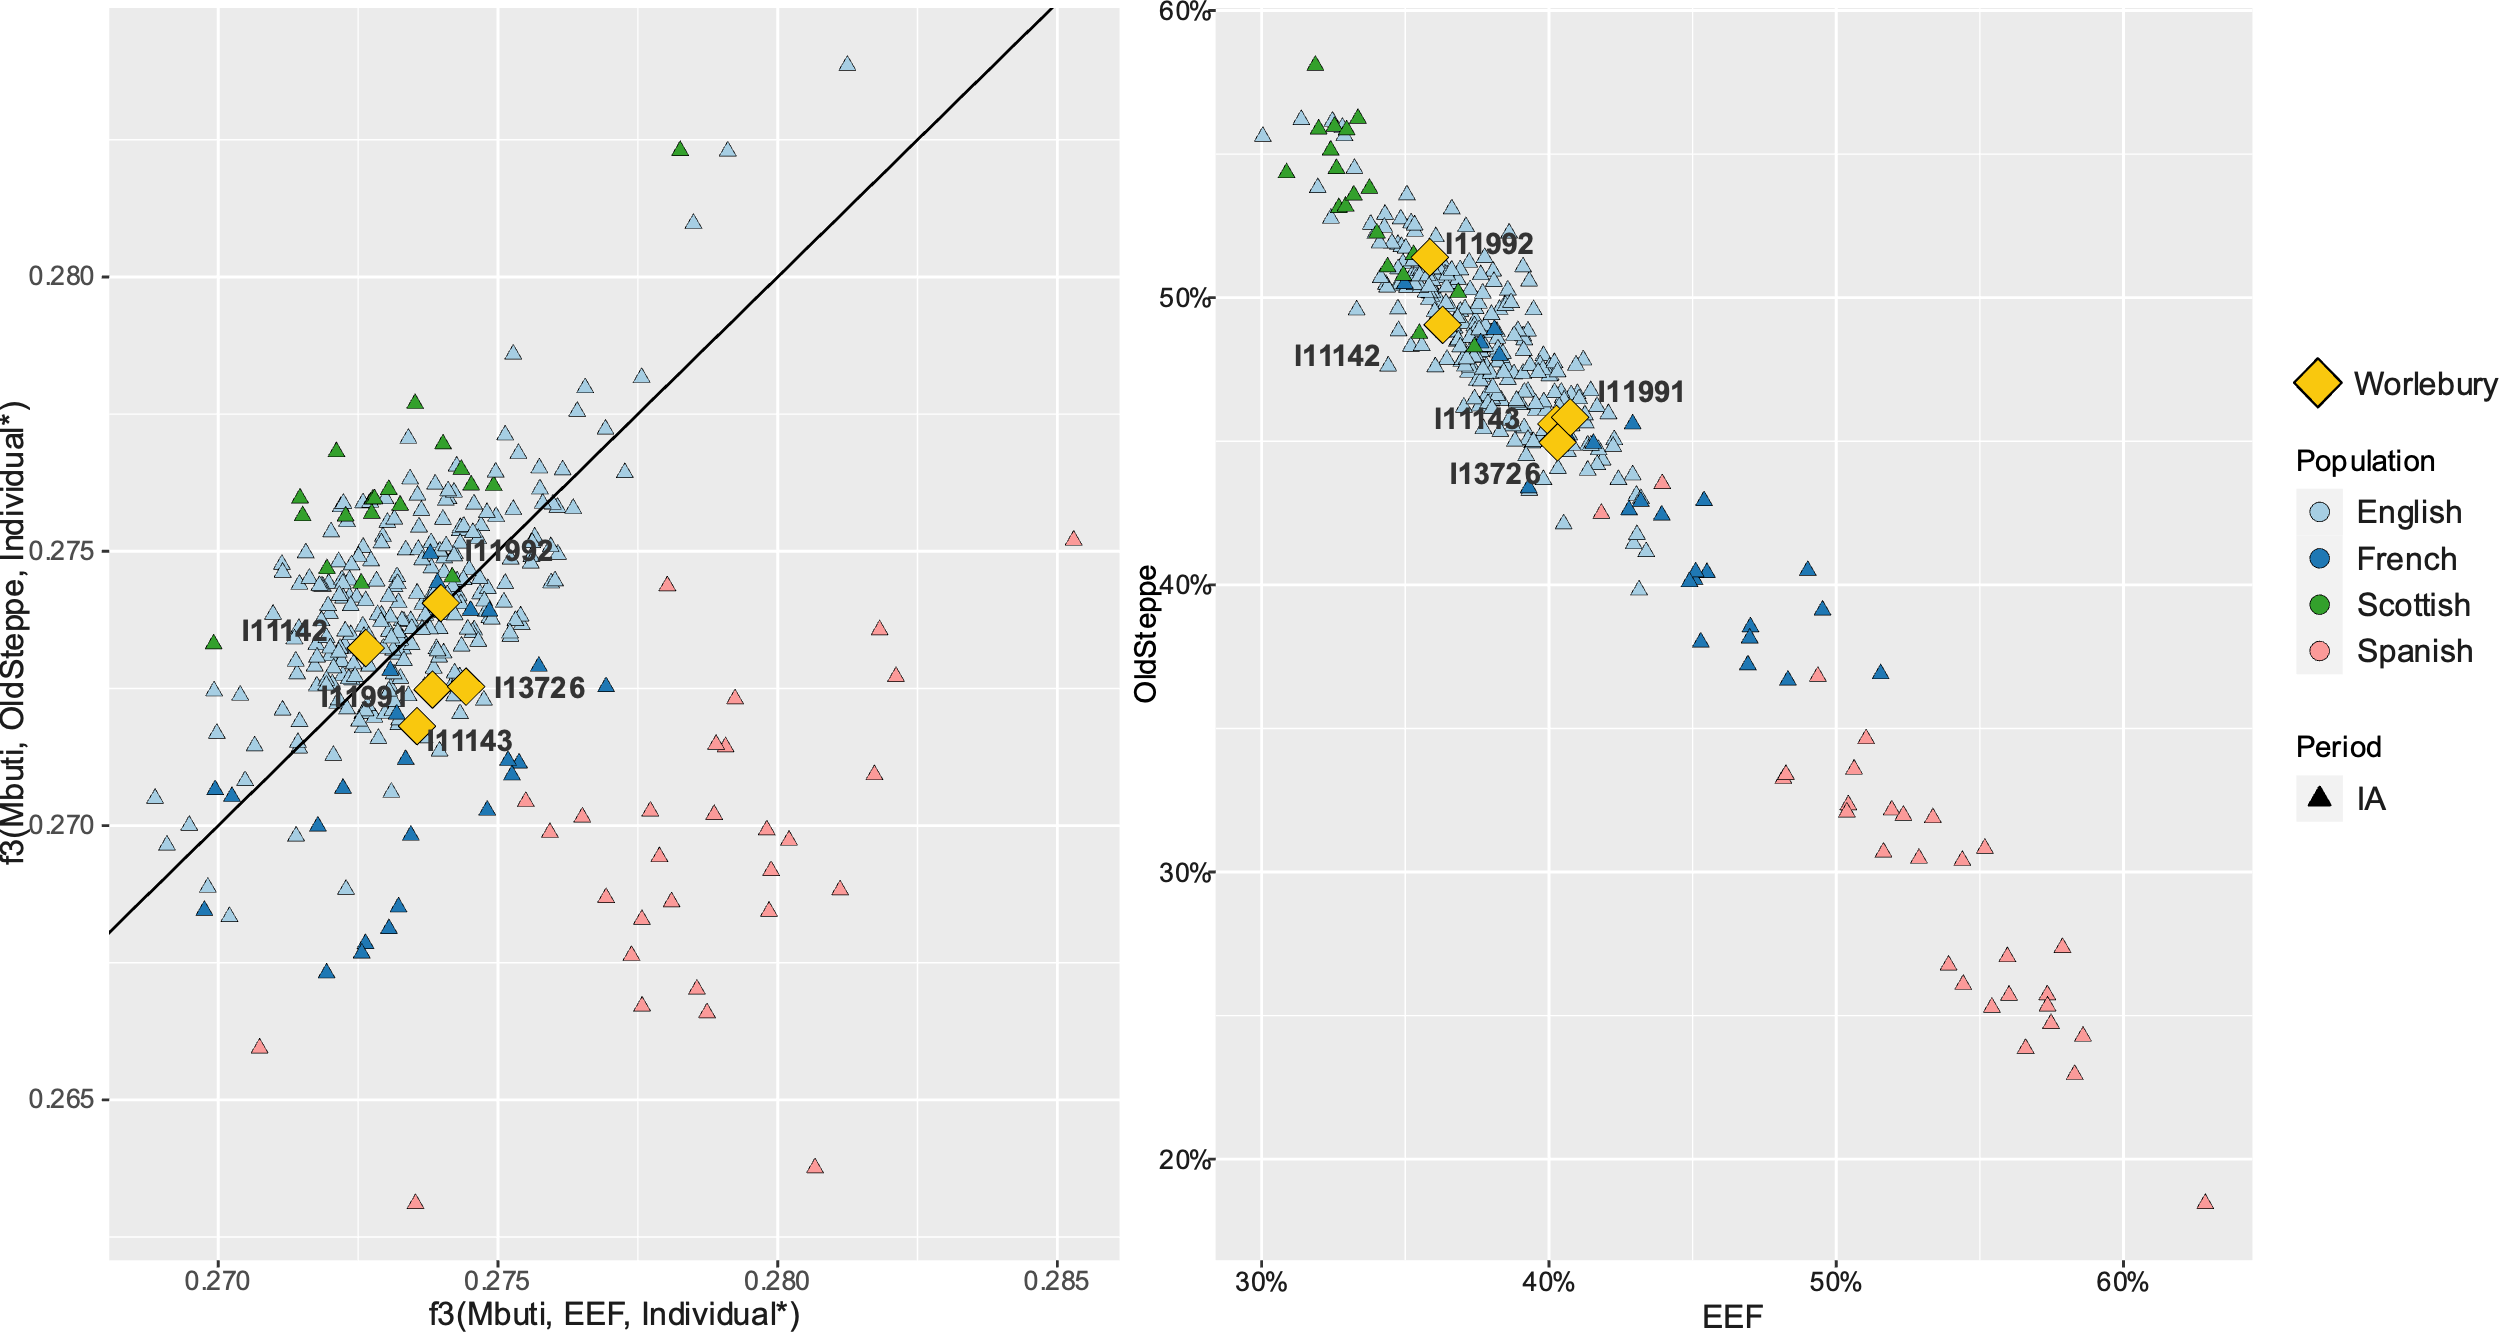 0.280
0.275
0.270
0.265
f3(Mbuti, OldSteppe, Individual*)
I11992
I11142
I11991
I13726
I11143
0.270
0.275
0.280
0.285
f3(Mbuti, EEF, Individual*)
60%
50%
40%
30%
20%
OldSteppe
I11992
I11142
I11991
I11143
I13726
30%
40%
50%
60%
EEF
Worlebury
Population
English
French
Scottish
Spanish
Period
IA